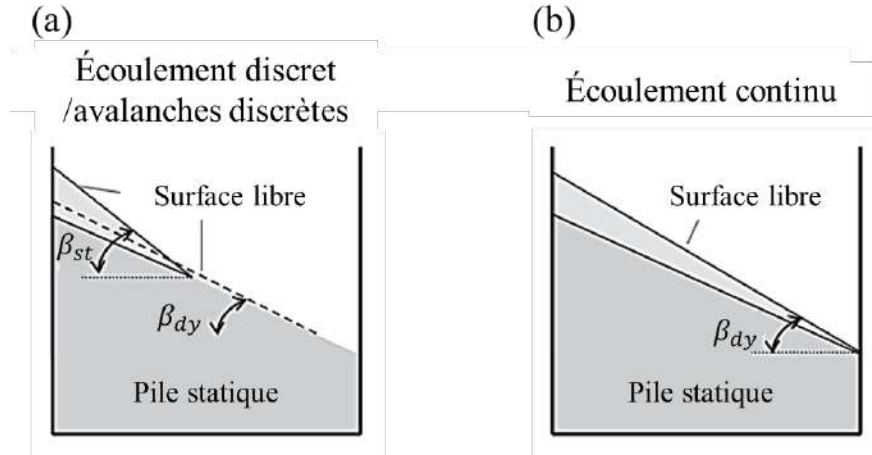 (a)
Écoulement discret
/avalanches discrètes
Surface libre
β_st
β_dy
Pile statique
(b)
Écoulement continu
Surface libre
β_dy
Pile statique